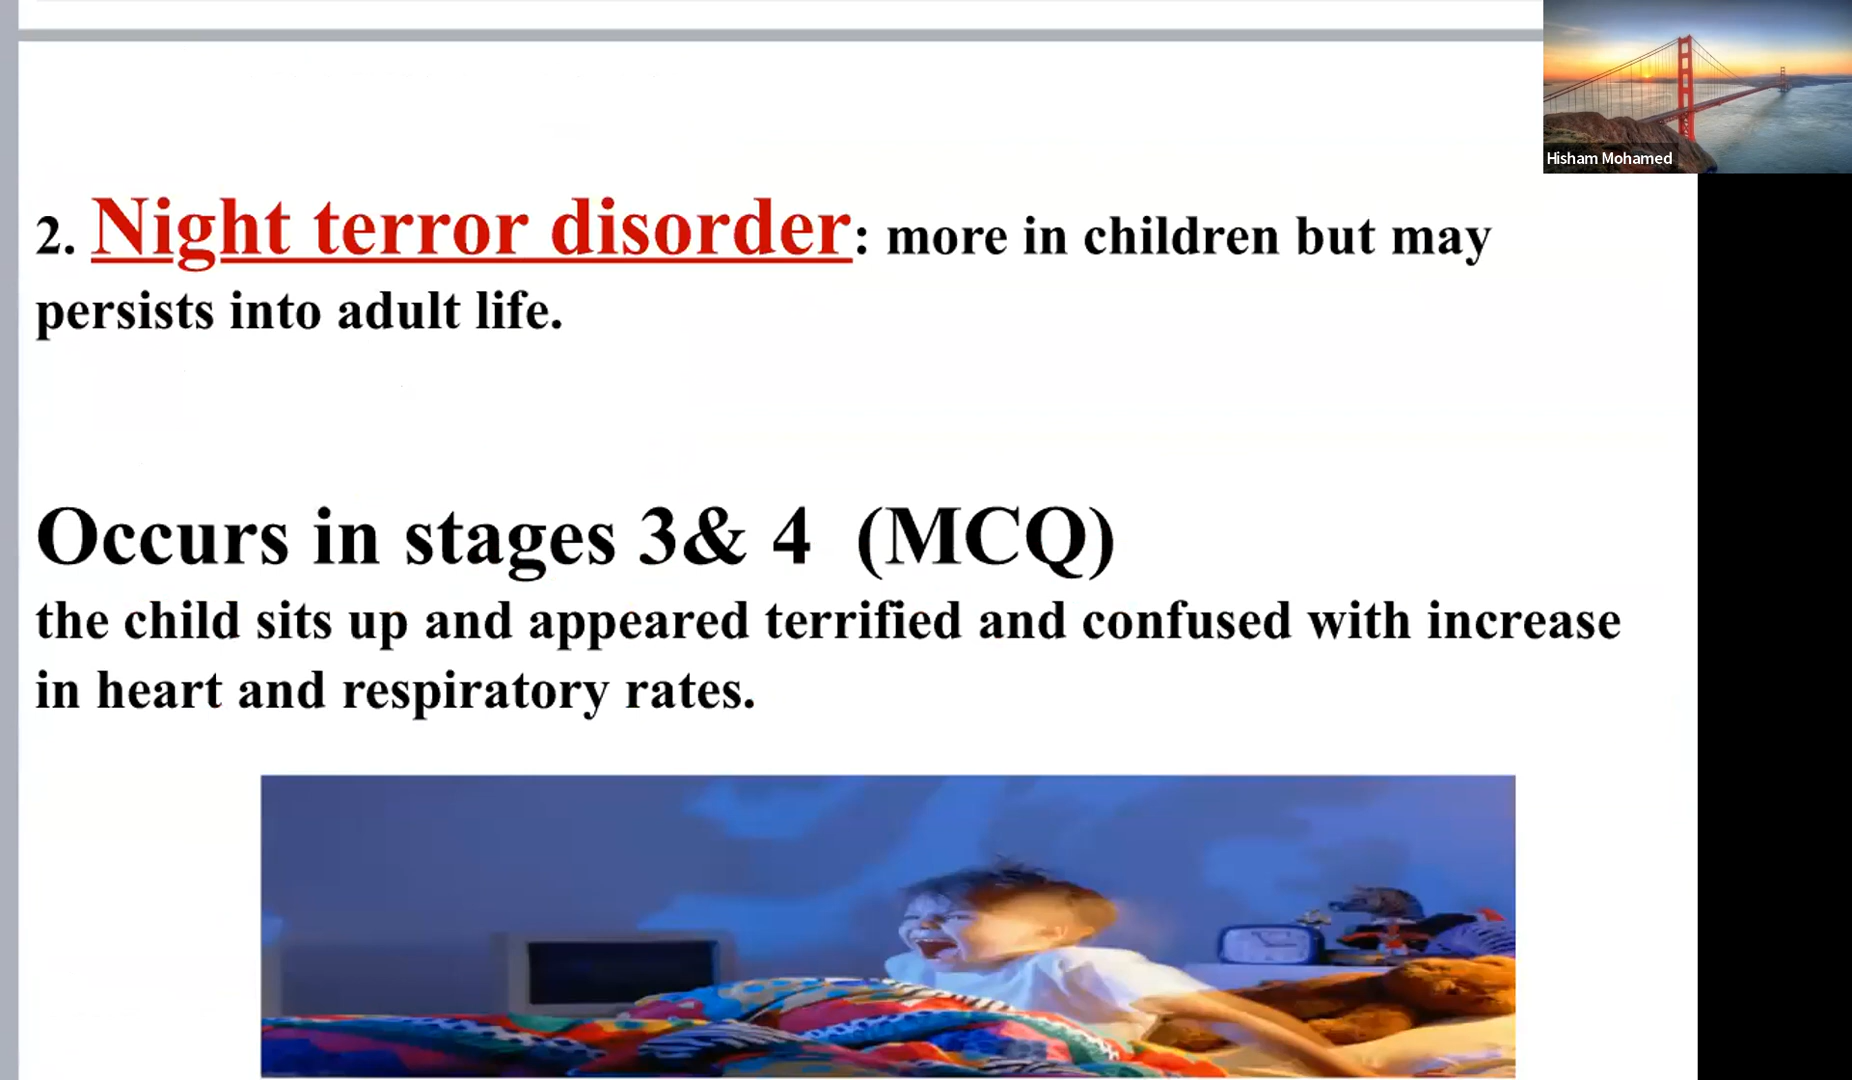 Hisham Mohamed
2. Night terror disorder: more in children but may
persists into adult life.
Occurs in stages 3& 4 (MCQ)
the child sits up and appeared terrified and confused with increase
in heart and respiratory rates.